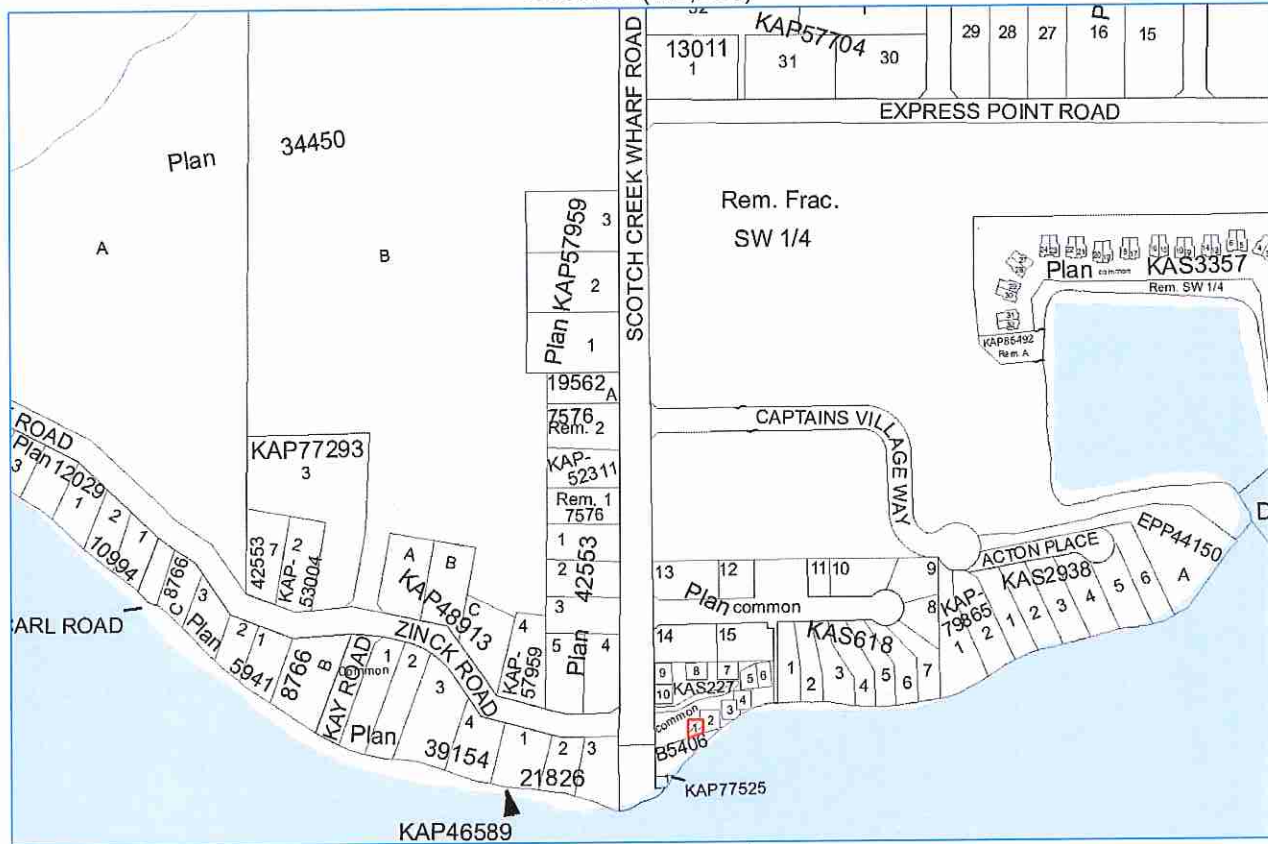 13011
1
KAP57704
31
30
29
28
27
16
15
EXPRESS POINT ROAD
SCOTCH CREEK WHARF ROAD
Plan
34450
A
B
Rem. Frac.
SW 1/4
Plan KAP57959
3
2
1
19562 A
7576
Rem. 2
KAP-
52311
Rem. 1
7576
1
2
3
5
4
Plan
42553
Plan common KAS3357
Rem. SW 1/4
KAP85492
Rem. A
CAPTAINS VILLAGE WAY
ROAD
Plan 12029
3
1
2
1
10994
KAP77293
3
42553
7
2
KAP-
53004
A
B
C
KAP48913
4
KAP-
57959
ZINCK ROAD
8766
C
3
Plan
5941
2
1
8766
B
KAY ROAD
common
1
2
3
4
Plan
39154
1
2
3
21826
ARL ROAD
KAP46589
13
12
11
10
9
8
Plan common
14
15
KAS618
1
2
3
4
5
6
7
9
8
7
10
KAS227
5
6
common
1
2
3
4
B5406
KAP77525
ACTON PLACE
KAS2938
KAP-
79865
1
2
1
2
3
4
5
6
EPP44150
A
D